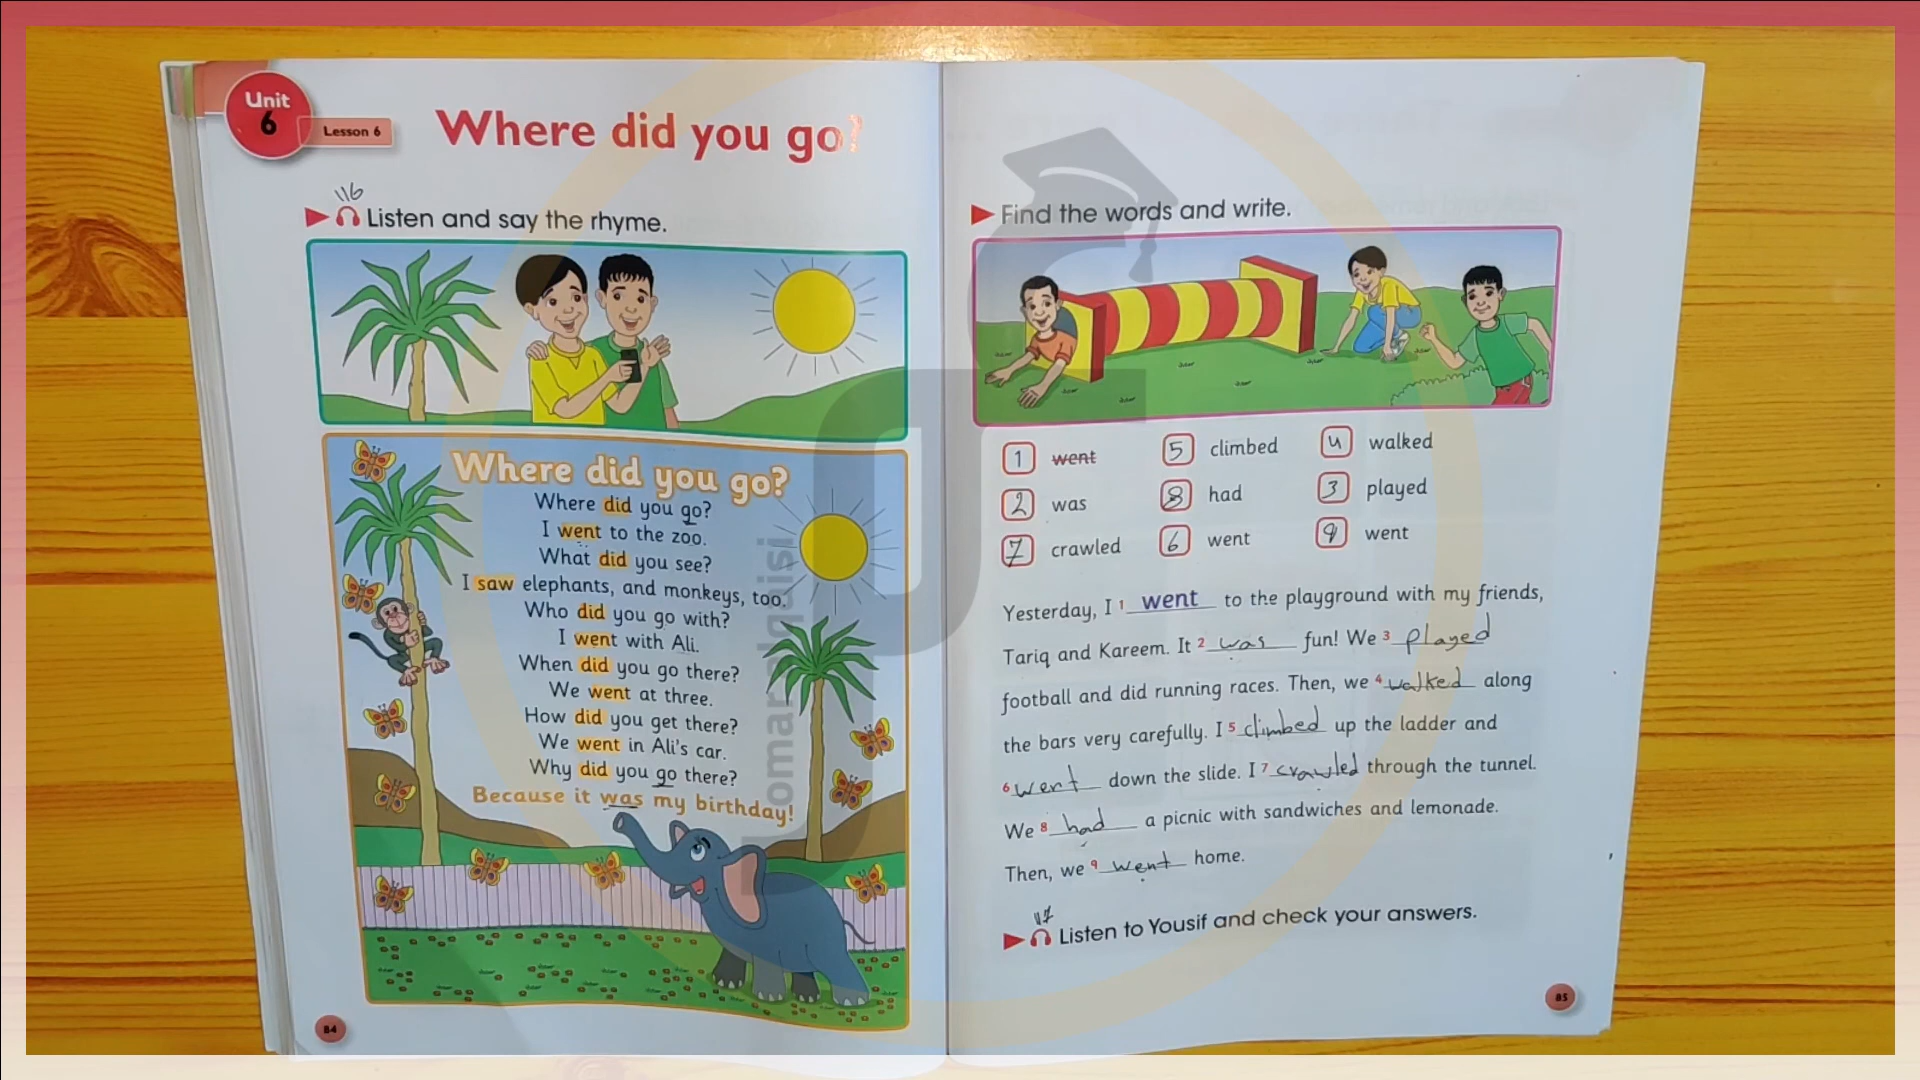 Unit
6
Lesson 6
Where did you go?
116
Listen and say the rhyme.
Where did you go?
Where did you go?
I went to the zoo.
What did you see?
I saw elephants, and monkeys, too.
Who did you go with?
I went with Ali.
When did you go there?
We went at three.
How did you get there?
We went in Ali's car.
Why did you go there?
Because it was my birthday!
84
Find the words and write.
1 went 5 climbed 4 walked
2 was 8 had 3 played
7 crawled 6 went 9 went
Yesterday, I 1 went to the playground with my friends,
Tariq and Kareem. It 2 was fun! We 3 played
football and did running races. Then, we 4 walked along
the bars very carefully. I 5 climbed up the ladder and
6 went down the slide. I 7 crawled through the tunnel.
We 8 had a picnic with sandwiches and lemonade.
Then, we 9 went home.
117
Listen to Yousif and check your answers.
85